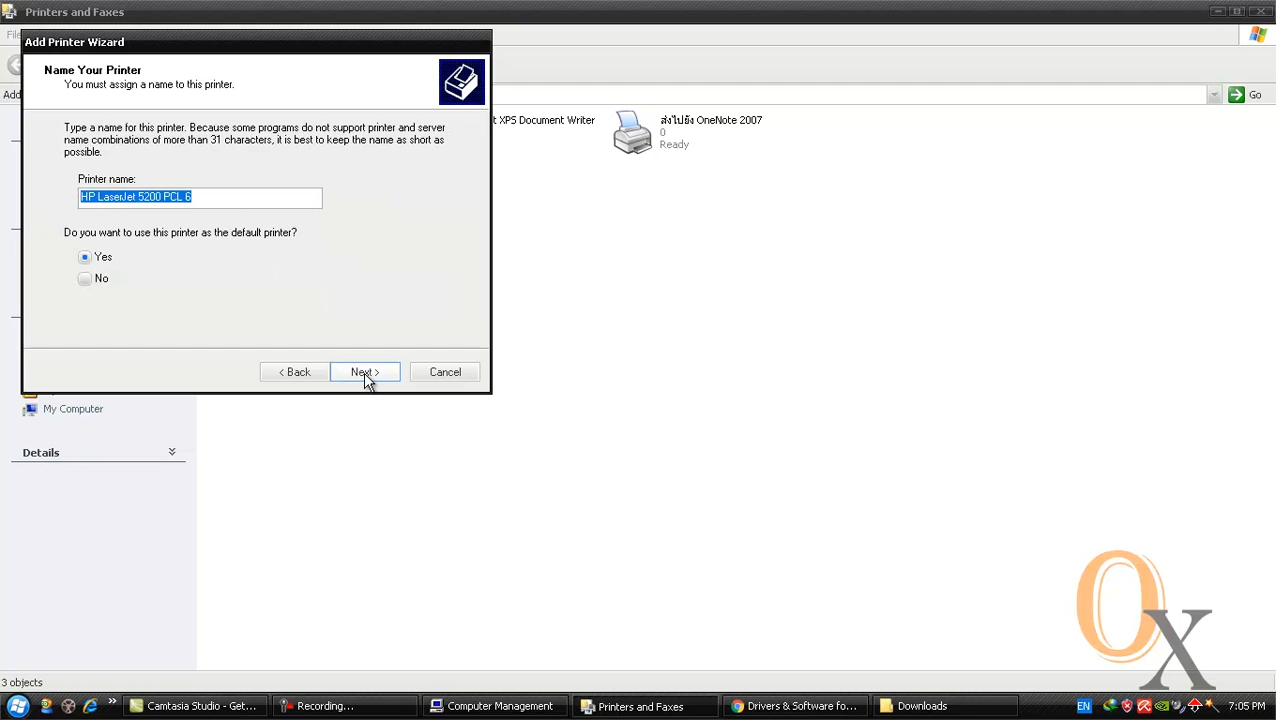 Printers and Faxes
Add Printer Wizard
Name Your Printer
You must assign a name to this printer.
Go
XPS Document Writer
ส่งไปยัง OneNote 2007
0
Ready
Type a name for this printer. Because some programs do not support printer and server
name combinations of more than 31 characters, it is best to keep the name as short as
possible.
Printer name:
HP LaserJet 5200 PCL 6
Do you want to use this printer as the default printer?
Yes
No
< Back
Next >
Cancel
My Computer
Details
OX
3 objects
Camtasia Studio - Get...
Recording...
Computer Management
Printers and Faxes
Drivers & Software fo...
Downloads
EN
7:05 PM